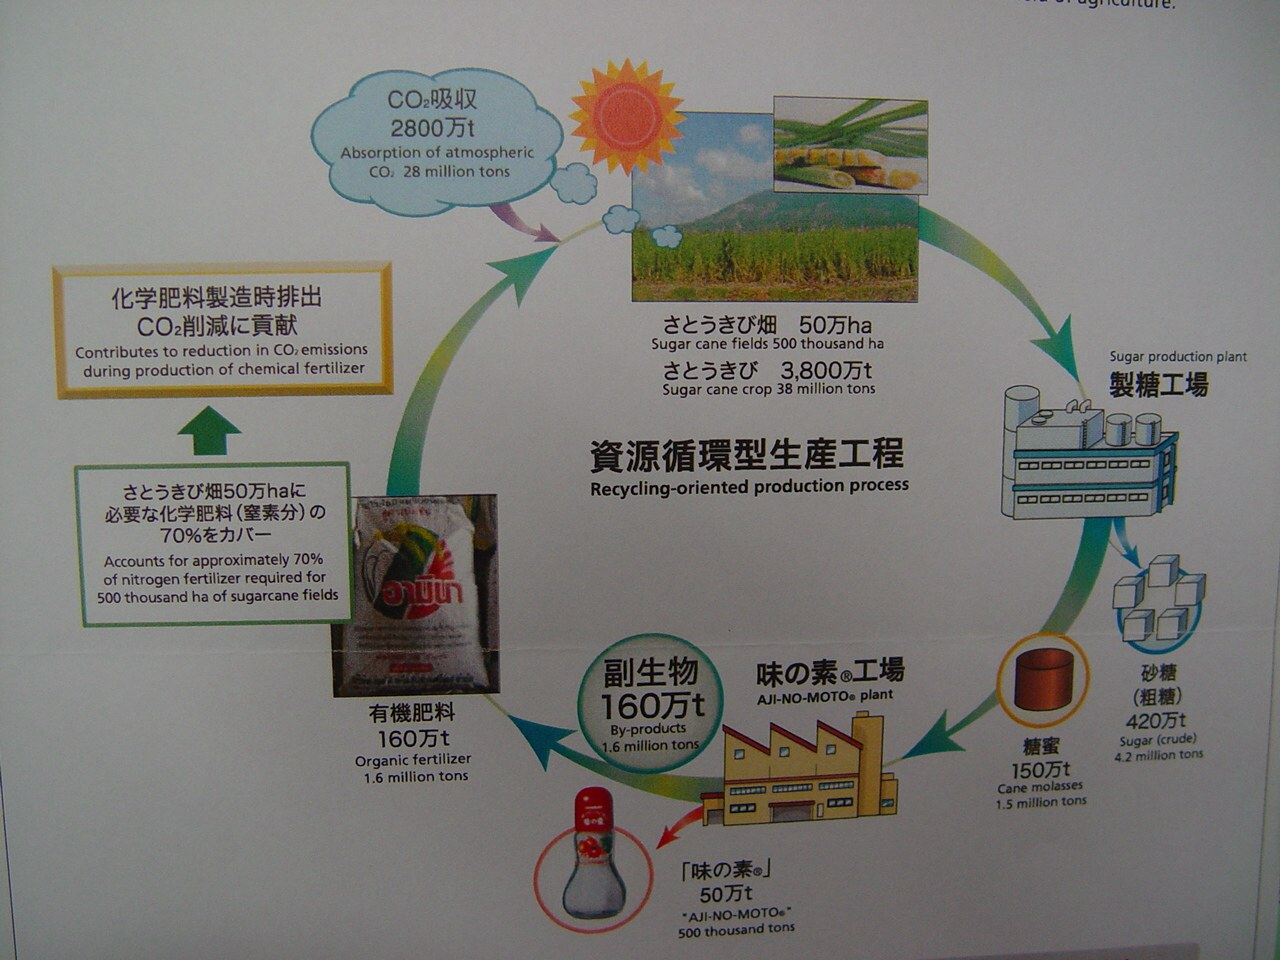 of agriculture.
CO₂吸収
2800万t
Absorption of atmospheric
CO₂ 28 million tons
化学肥料製造時排出
CO₂削減に貢献
Contributes to reduction in CO₂ emissions
during production of chemical fertilizer
さとうきび畑50万haに
必要な化学肥料(窒素分)の
70%をカバー
Accounts for approximately 70%
of nitrogen fertilizer required for
500 thousand ha of sugarcane fields
さとうきび畑 50万ha
Sugar cane fields 500 thousand ha
さとうきび 3,800万t
Sugar cane crop 38 million tons
資源循環型生産工程
Recycling-oriented production process
Sugar production plant
製糖工場
砂糖
(粗糖)
420万t
Sugar (crude)
4.2 million tons
糖蜜
150万t
Cane molasses
1.5 million tons
味の素®工場
AJI-NO-MOTO® plant
副生物
160万t
By-products
1.6 million tons
「味の素®」
50万t
"AJI-NO-MOTO®"
500 thousand tons
อามีนา
有機肥料
160万t
Organic fertilizer
1.6 million tons